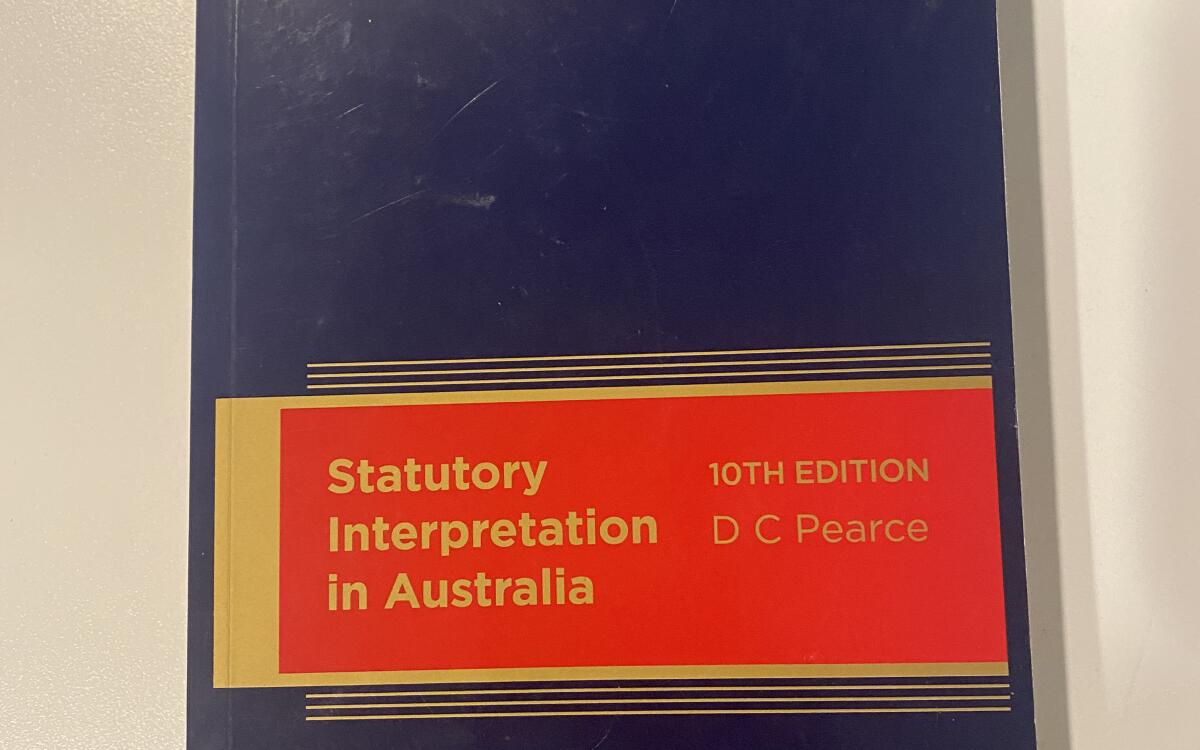 Statutory
Interpretation
in Australia
10TH EDITION
D C Pearce